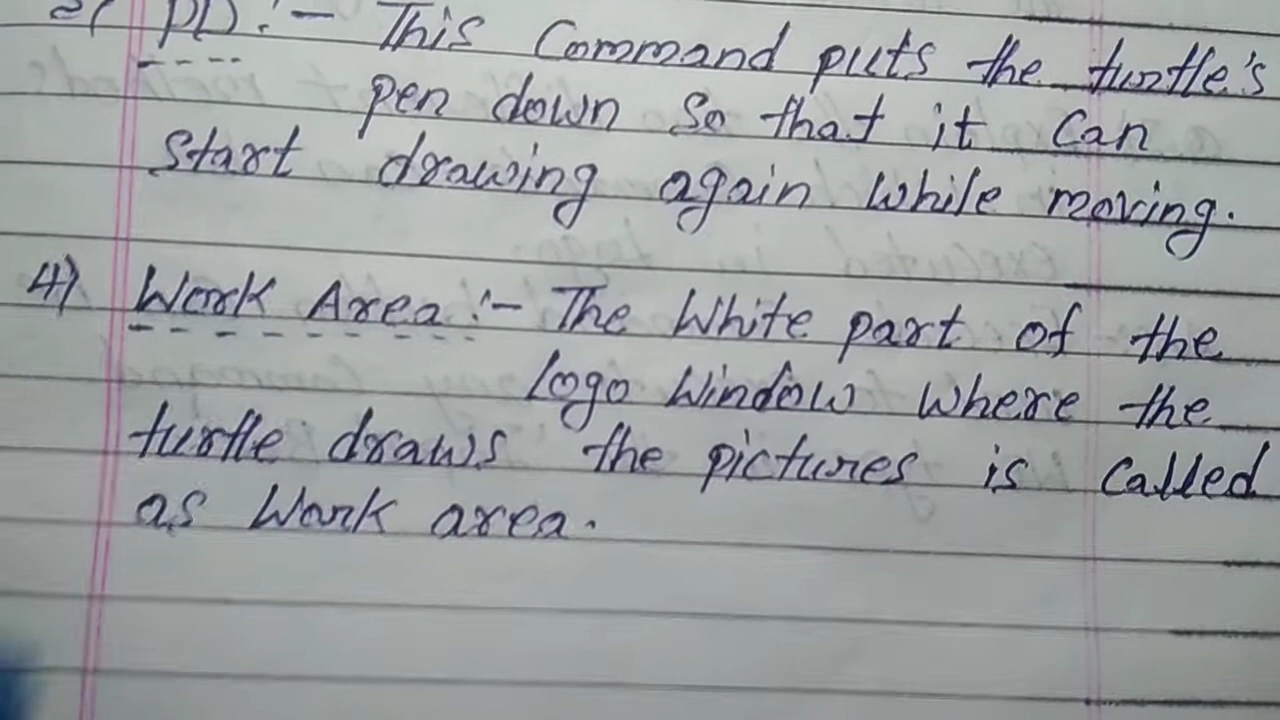 PD :- This Command puts the turtle's
pen down So that it Can
Start drawing again While moving.
4) Work Area :- The White part of the
logo Window Where the
turtle draws the pictures is Called
as Work area.